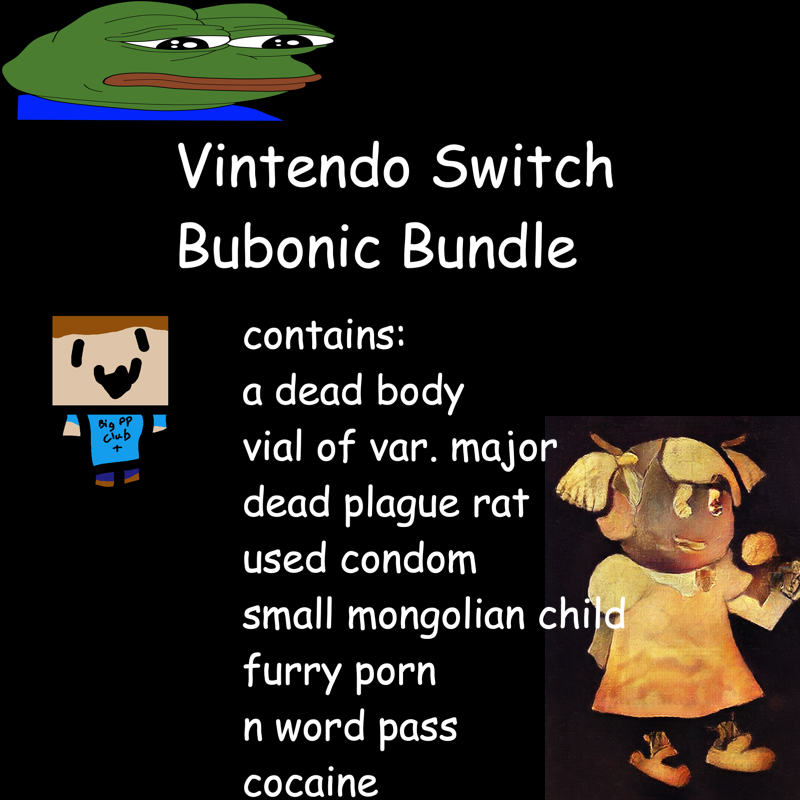 Vintendo Switch
Bubonic Bundle
contains:
a dead body
vial of var. major
dead plague rat
used condom
small mongolian child
furry porn
n word pass
cocaine
Big PP
Club
+